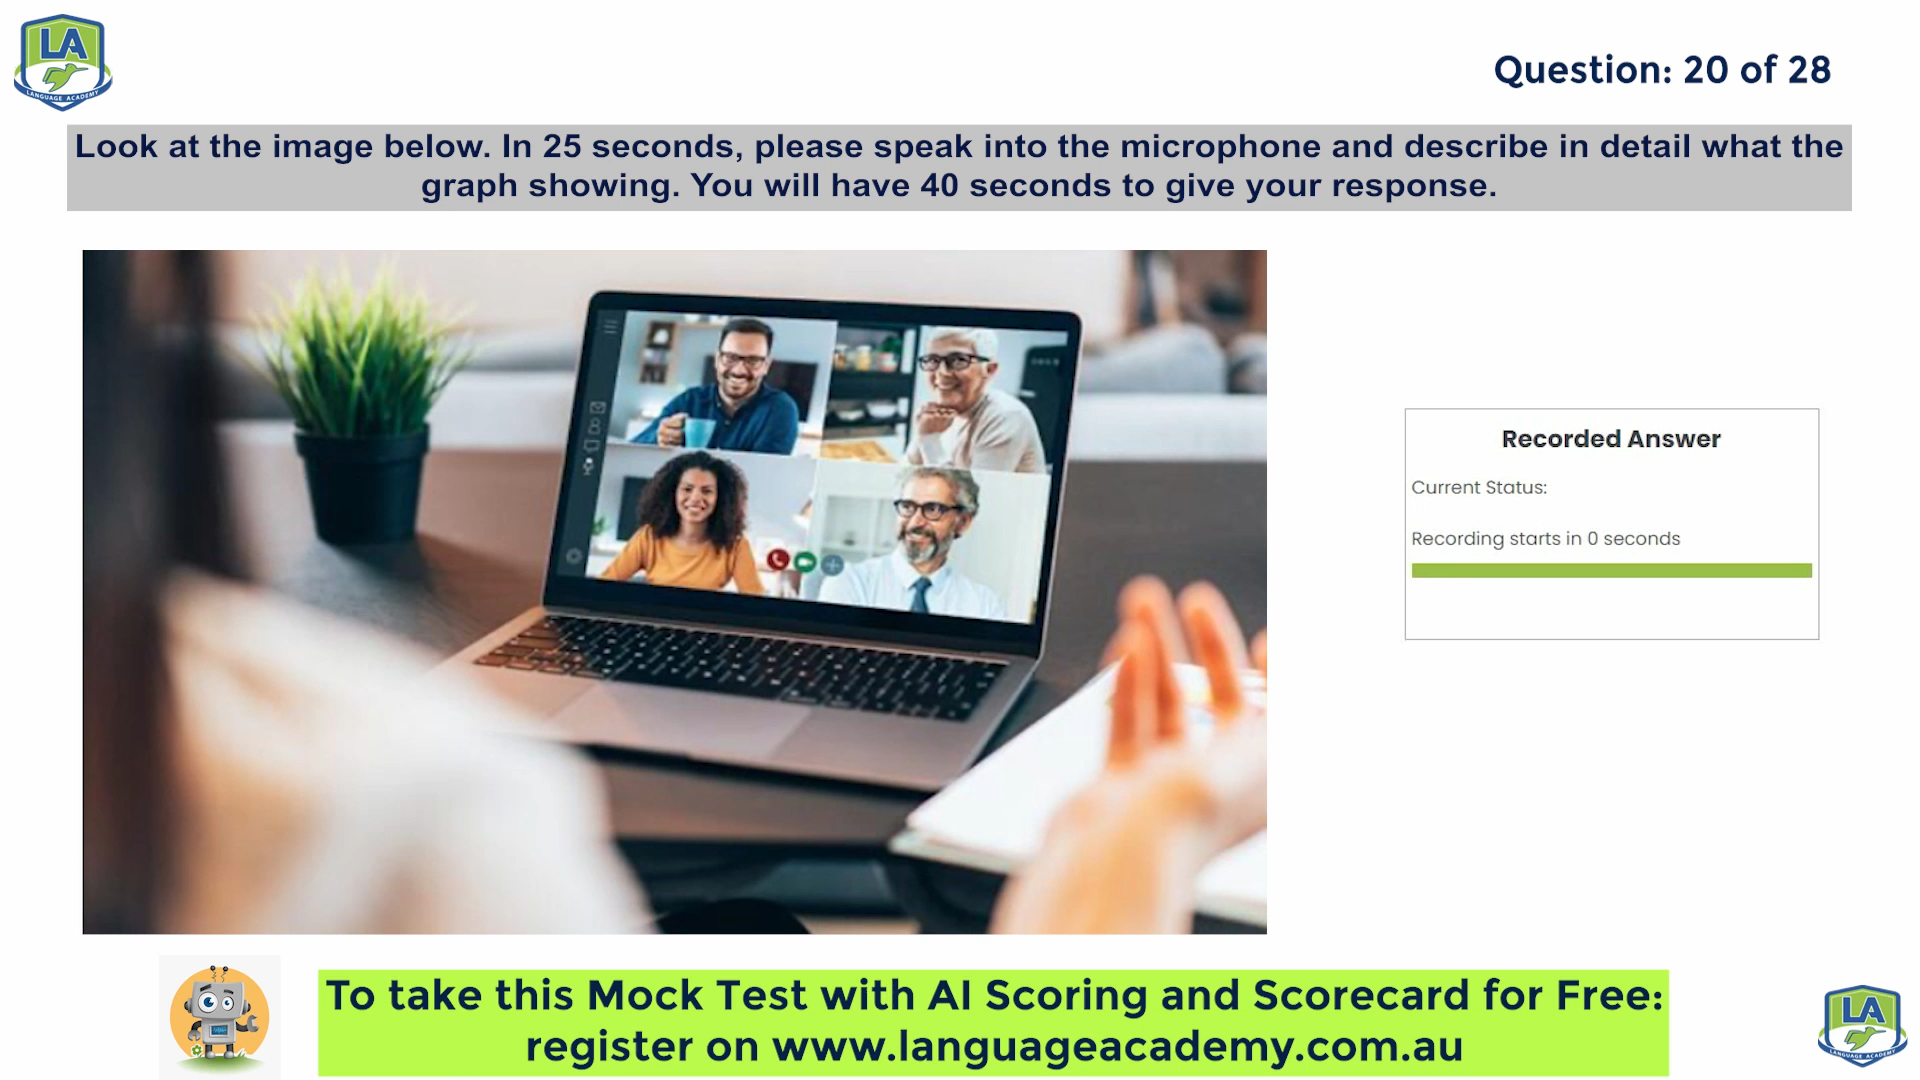 LA
LANGUAGE ACADEMY
Question: 20 of 28
Look at the image below. In 25 seconds, please speak into the microphone and describe in detail what the
graph showing. You will have 40 seconds to give your response.
Recorded Answer
Current Status:
Recording starts in 0 seconds
To take this Mock Test with AI Scoring and Scorecard for Free:
register on www.languageacademy.com.au
LA
LANGUAGE ACADEMY